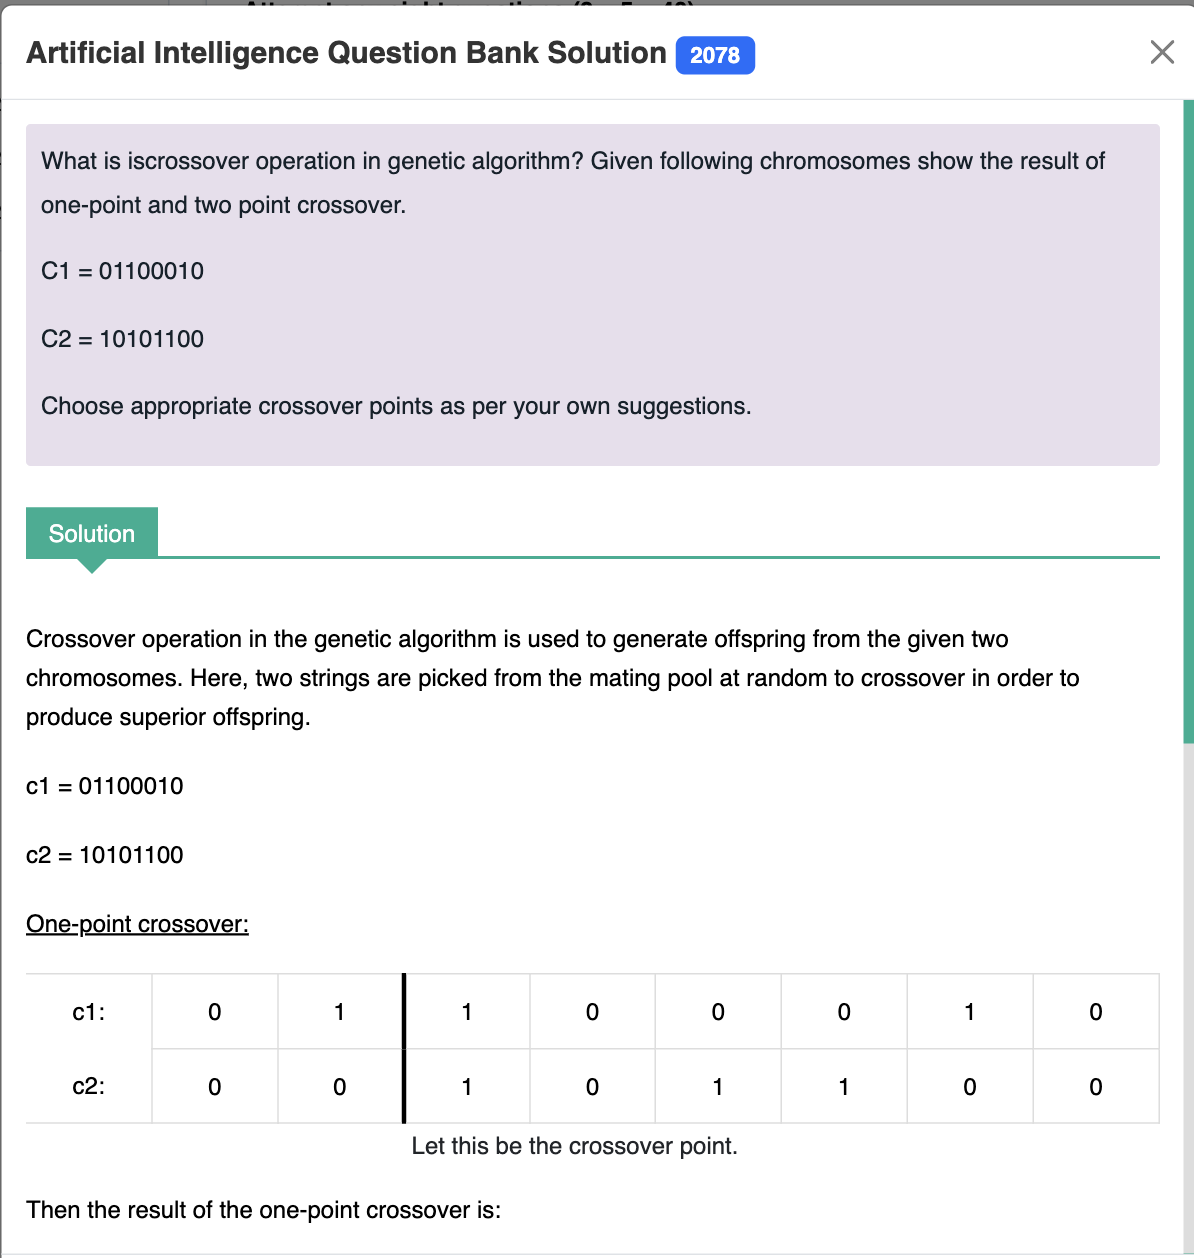 Artificial Intelligence Question Bank Solution 2078
What is iscrossover operation in genetic algorithm? Given following chromosomes show the result of
one-point and two point crossover.
C1 = 01100010
C2 = 10101100
Choose appropriate crossover points as per your own suggestions.
Solution
Crossover operation in the genetic algorithm is used to generate offspring from the given two
chromosomes. Here, two strings are picked from the mating pool at random to crossover in order to
produce superior offspring.
c1 = 01100010
c2 = 10101100
One-point crossover:
c1: 0 1 1 0 0 0 1 0
c2: 0 0 1 0 1 1 0 0
Let this be the crossover point.
Then the result of the one-point crossover is: